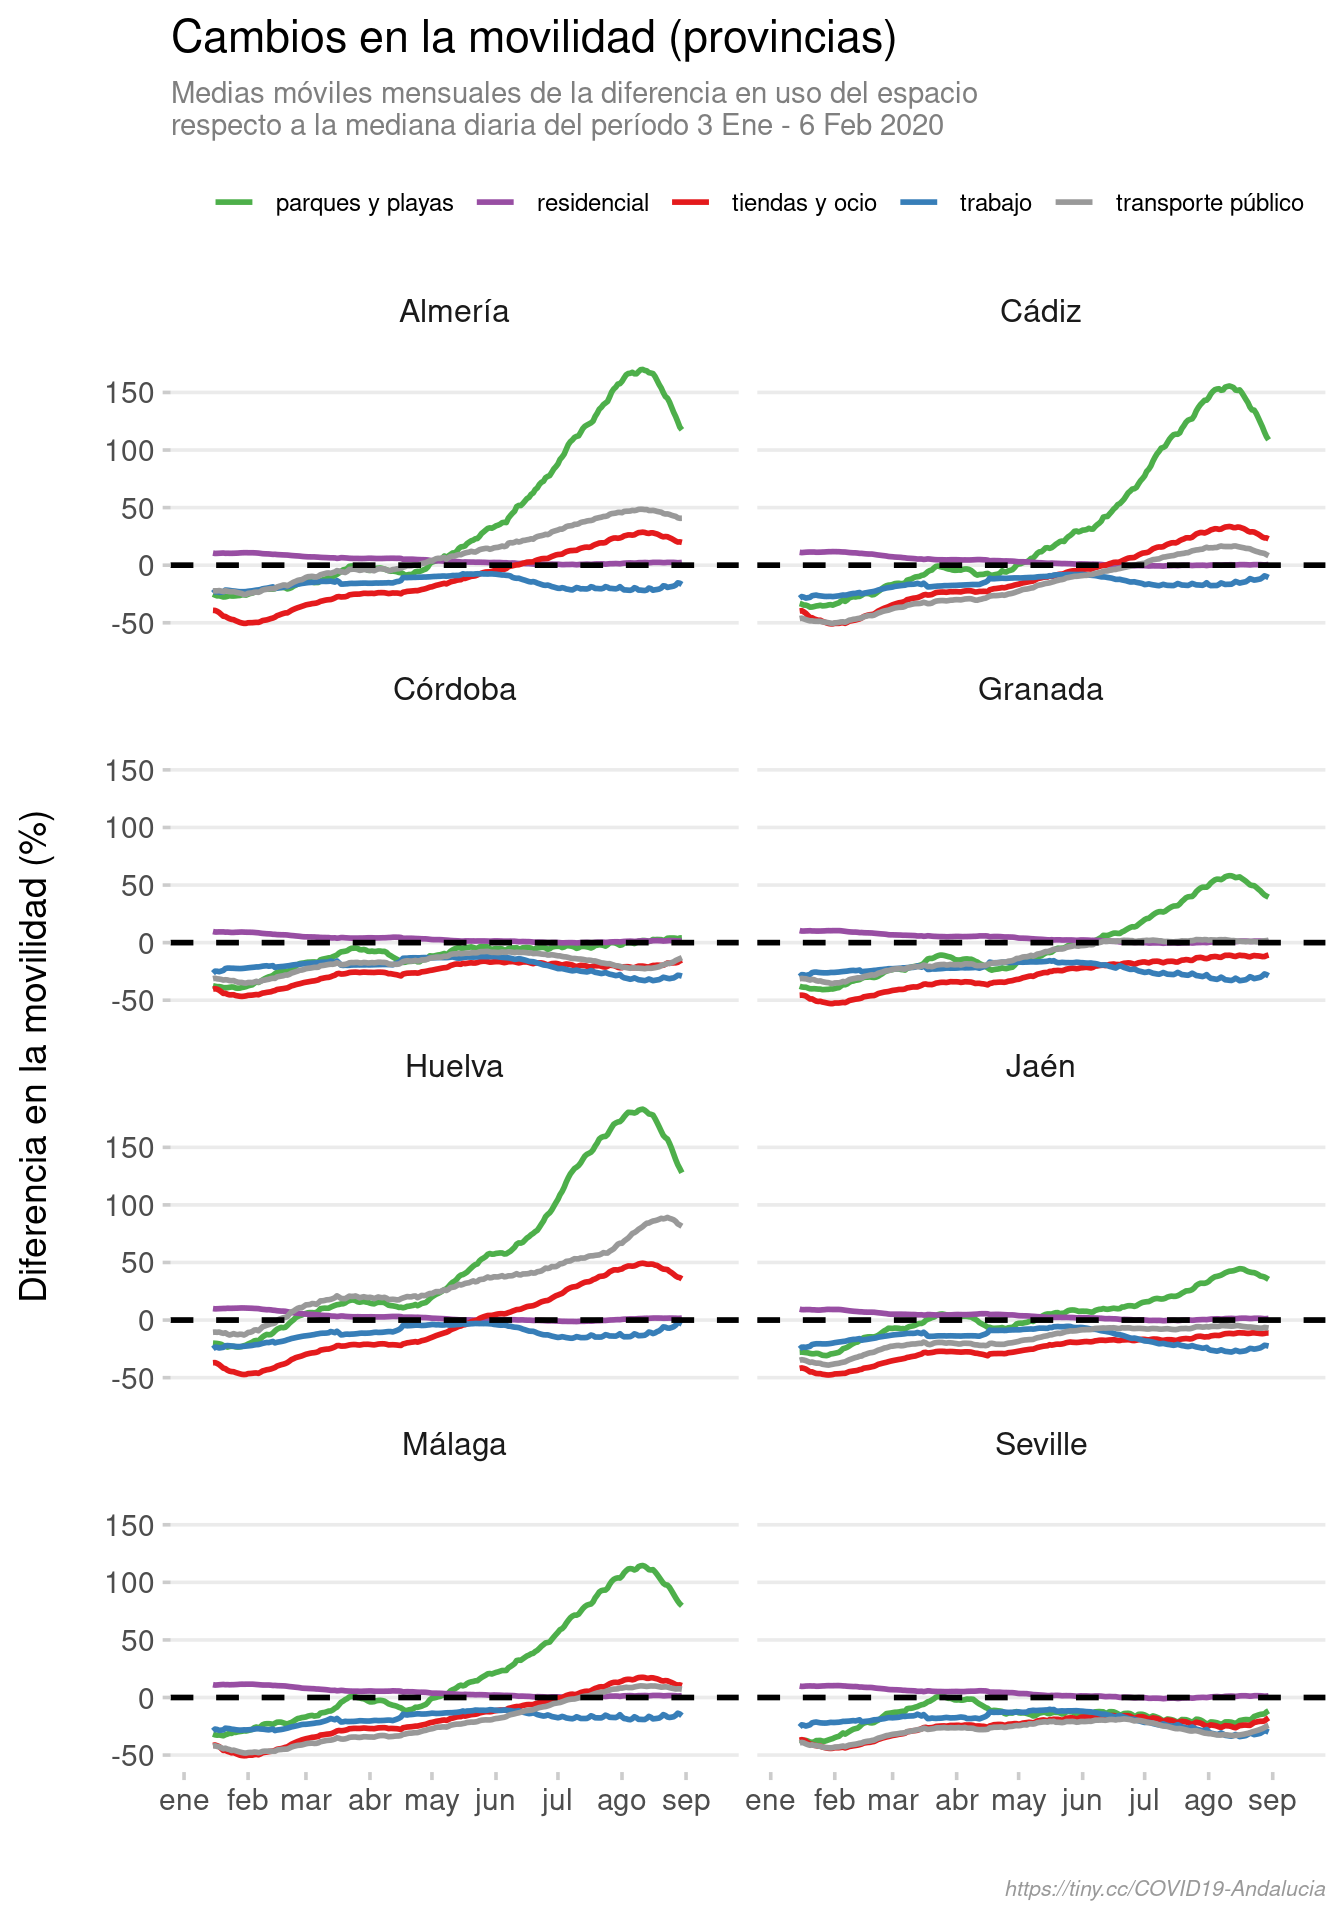 Cambios en la movilidad (provincias)
Medias móviles mensuales de la diferencia en uso del espacio
respecto a la mediana diaria del período 3 Ene - 6 Feb 2020
parques y playas residencial tiendas y ocio trabajo transporte público
Almería Cádiz
150
100
50
0
-50
Córdoba Granada
150
100
50
0
-50
Huelva Jaén
150
100
50
0
-50
Málaga Seville
150
100
50
0
-50
ene feb mar abr may jun jul ago sep ene feb mar abr may jun jul ago sep
Diferencia en la movilidad (%)
https://tiny.cc/COVID19-Andalucia